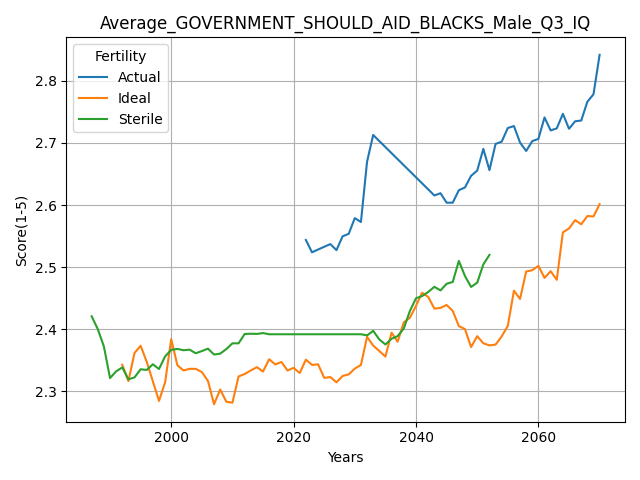 Average_GOVERNMENT_SHOULD_AID_BLACKS_Male_Q3_IQ
Fertility
Actual
Ideal
Sterile
Score(1-5)
2.8
2.7
2.6
2.5
2.4
2.3
2000
2020
2040
2060
Years